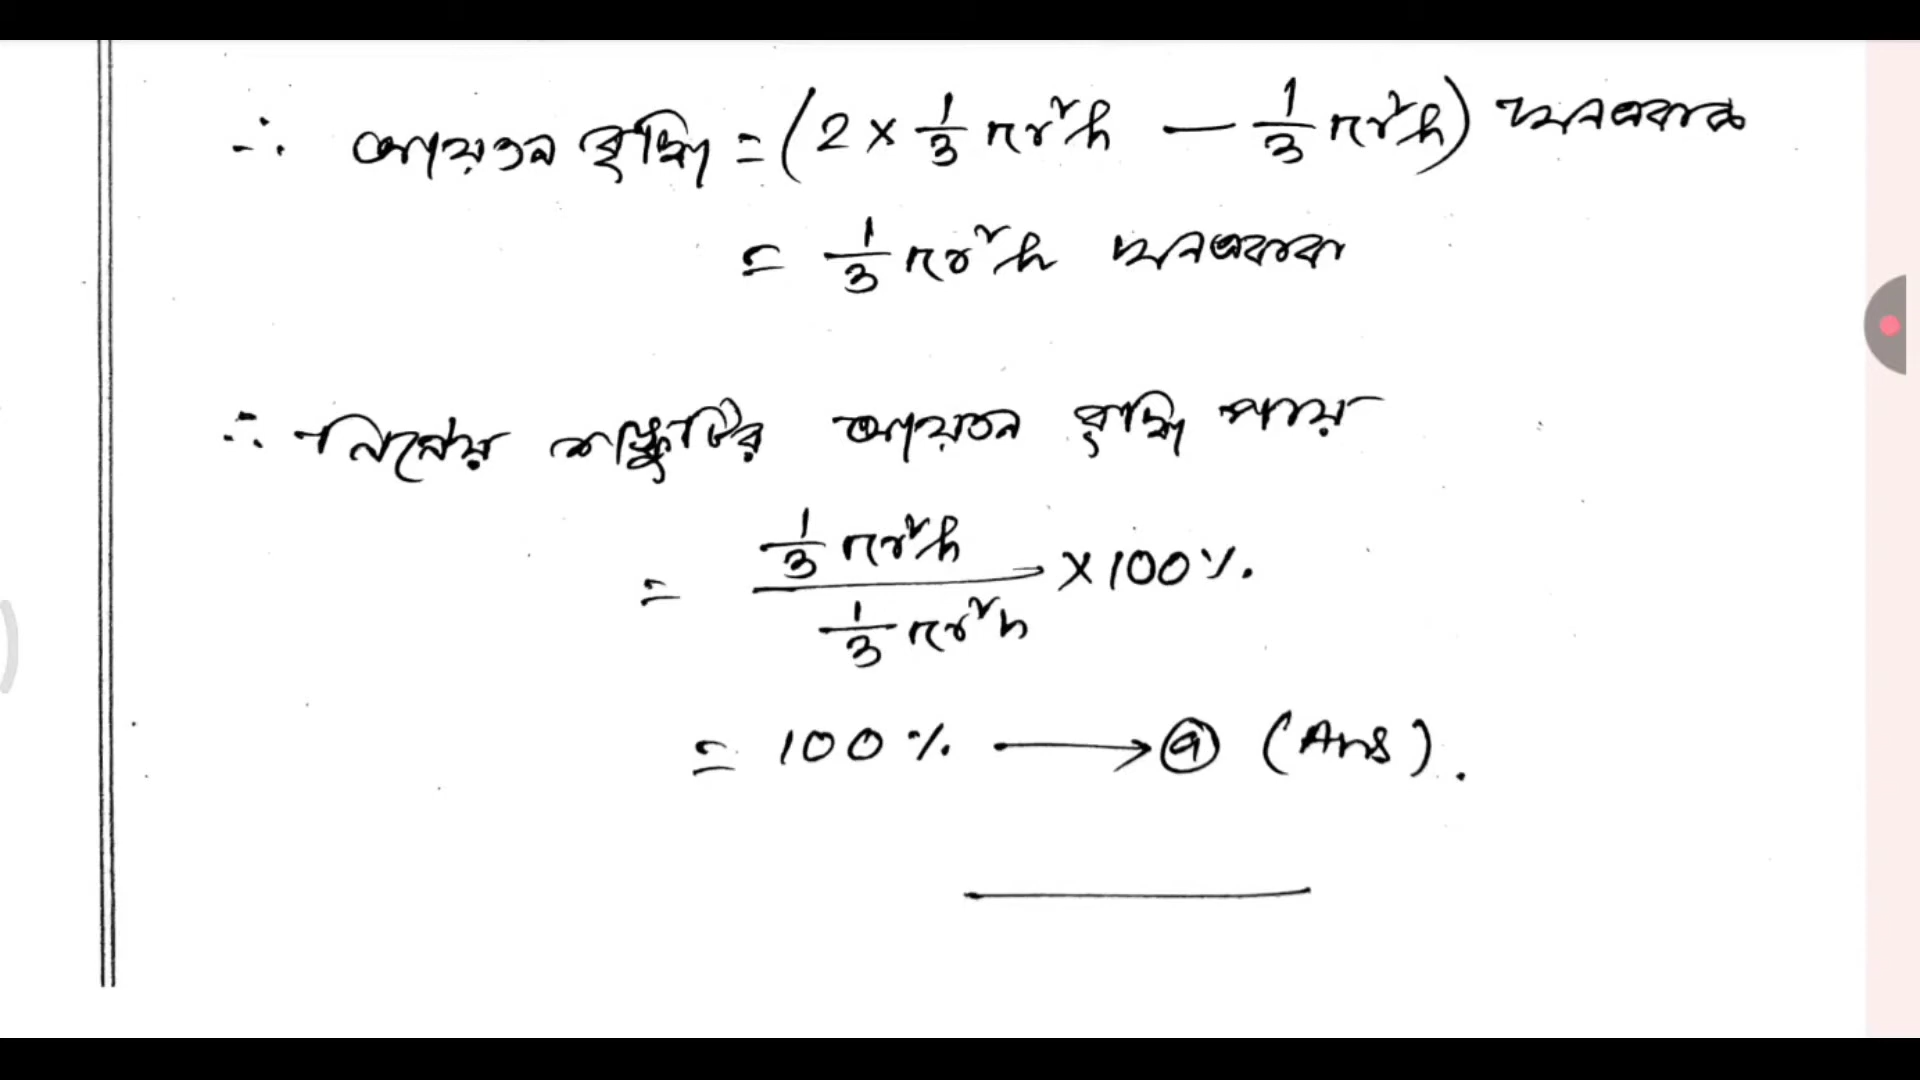 ∴ আয়তন বৃদ্ধি = (2 × 1/3 πr²h − 1/3 πr²h) ঘনএকক
= 1/3 πr²h ঘনএকক
∴ নির্ণেয় শঙ্কুটির আয়তন বৃদ্ধি পায়
= (1/3 πr²h)/(1/3 πr²h) × 100%.
= 100% ⟶ ⓐ (Ans).